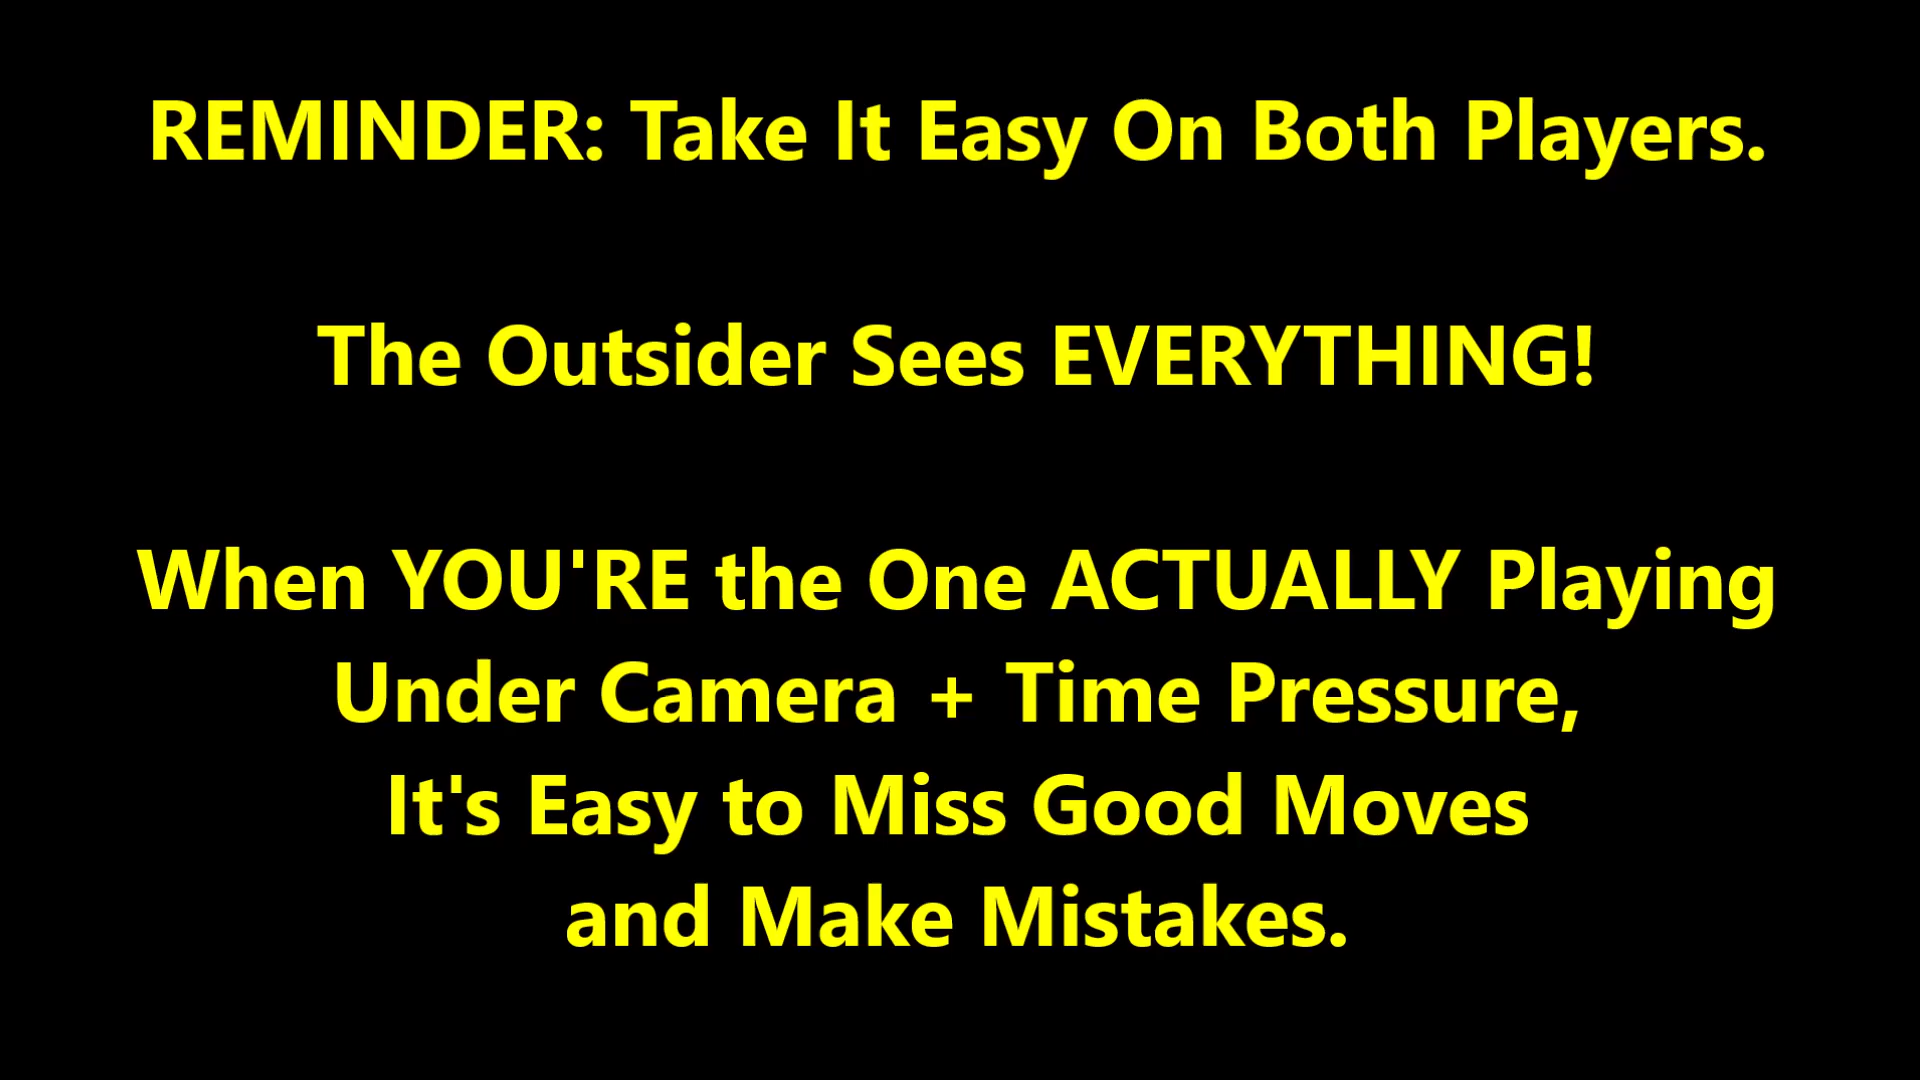 REMINDER: Take It Easy On Both Players.
The Outsider Sees EVERYTHING!
When YOU'RE the One ACTUALLY Playing
Under Camera + Time Pressure,
It's Easy to Miss Good Moves
and Make Mistakes.